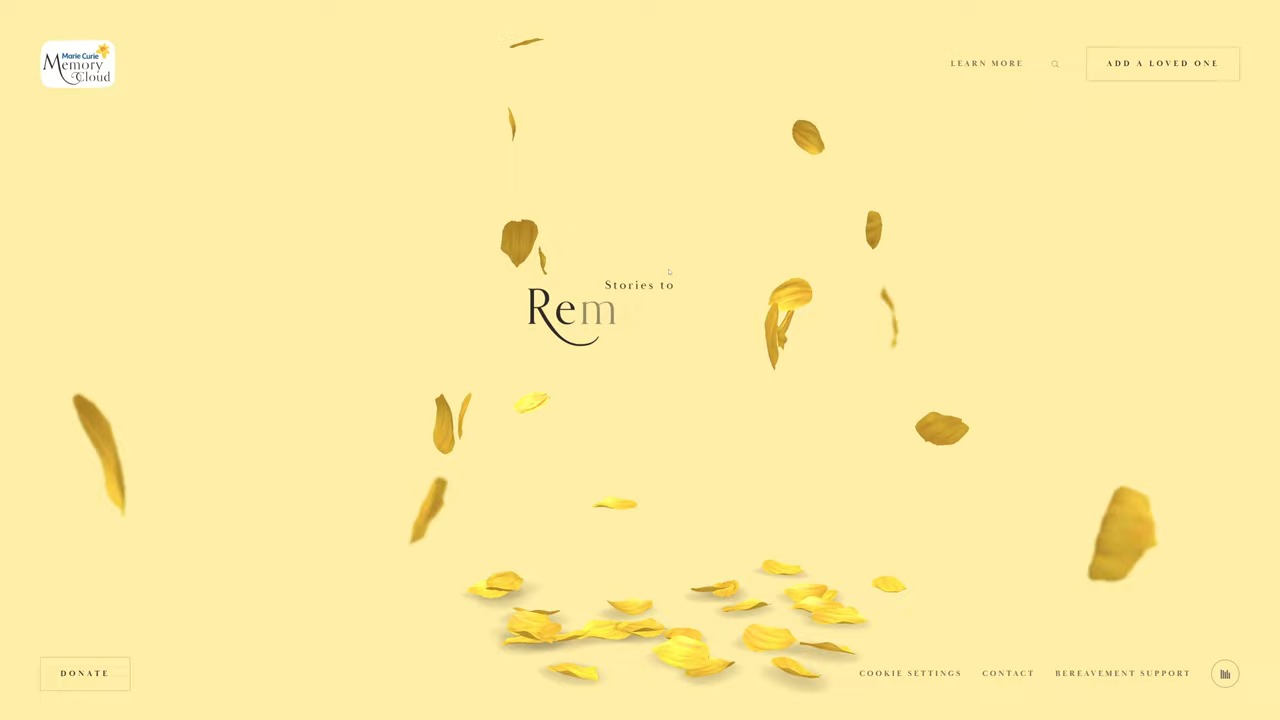 Marie Curie
Memory
Cloud
LEARN MORE
ADD A LOVED ONE
Stories to
Rem
DONATE
COOKIE SETTINGS
CONTACT
BEREAVEMENT SUPPORT